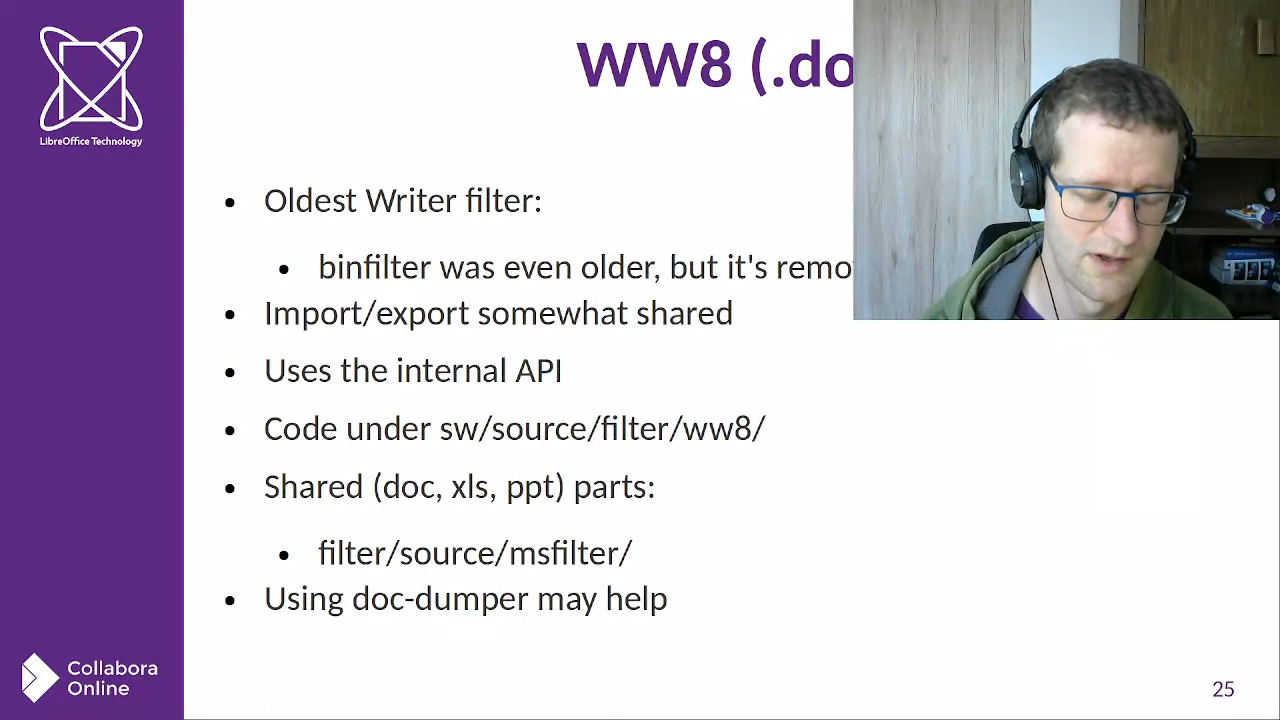 LibreOffice Technology
WW8 (.do
Oldest Writer filter:
binfilter was even older, but it's remo
Import/export somewhat shared
Uses the internal API
Code under sw/source/filter/ww8/
Shared (doc, xls, ppt) parts:
filter/source/msfilter/
Using doc-dumper may help
Collabora
Online
25